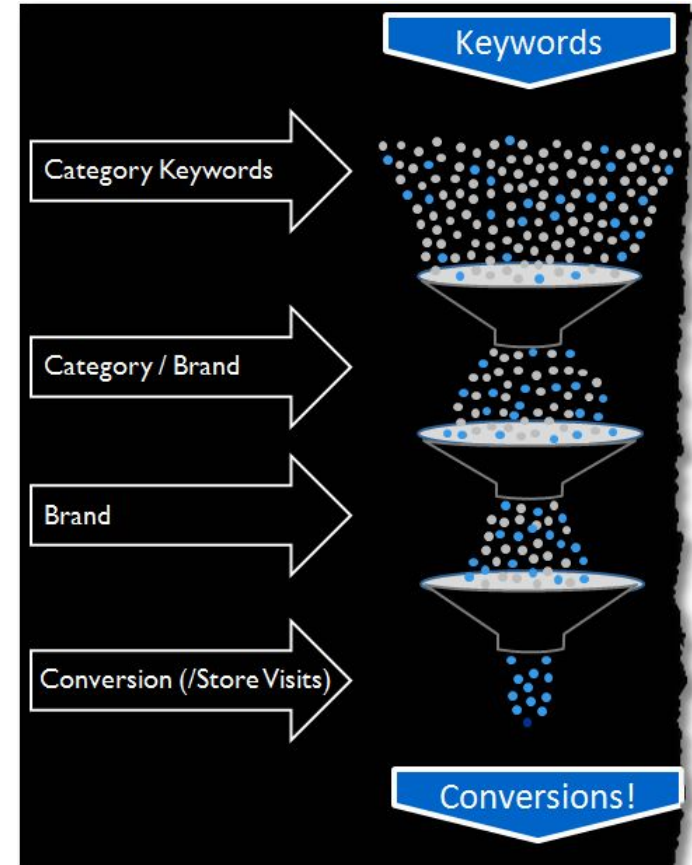 Keywords
Category Keywords
Category / Brand
Brand
Conversion (/Store Visits)
Conversions!